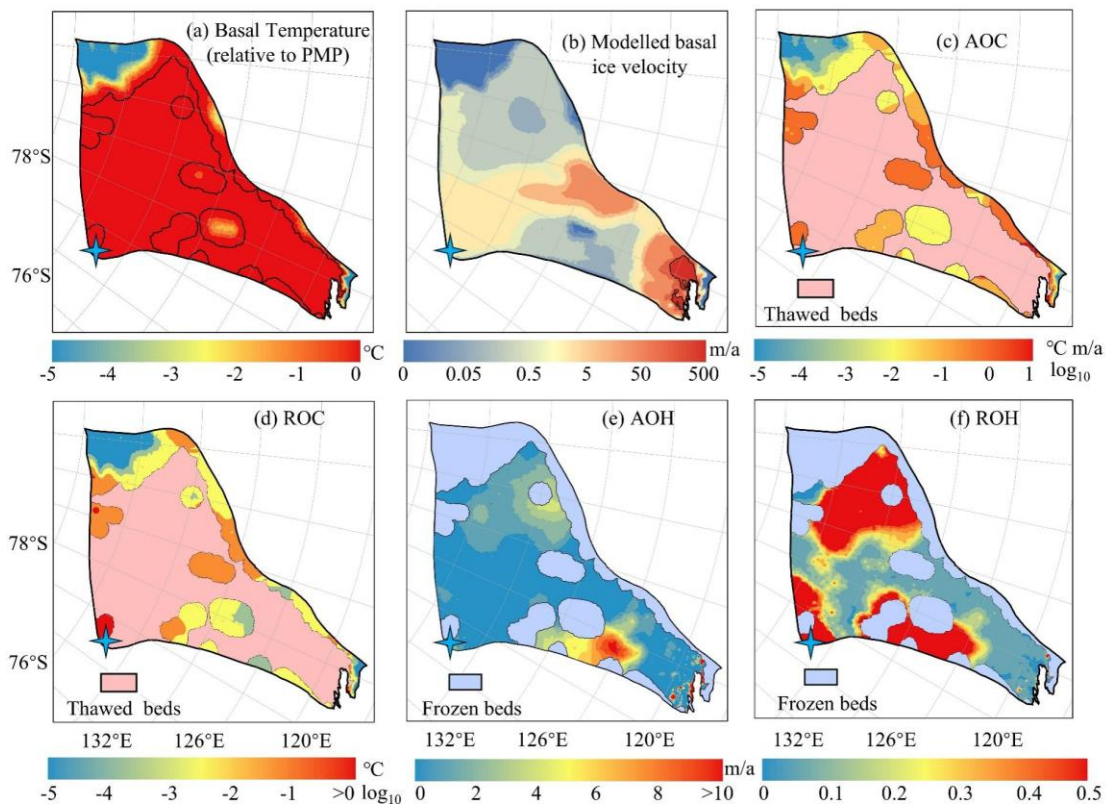 (a) Basal Temperature
(relative to PMP)
78°S
76°S
°C
-5 -4 -3 -2 -1 0
(b) Modelled basal
ice velocity
m/a
0 0.05 0.5 5 50 500
(c) AOC
Thawed beds
°C m/a
-5 -4 -3 -2 -1 0 1 log₁₀
(d) ROC
78°S
76°S
Thawed beds
132°E 126°E 120°E
°C
-5 -4 -3 -2 -1 >0 log₁₀
(e) AOH
Frozen beds
132°E 126°E 120°E
m/a
0 2 4 6 8 >10
(f) ROH
Frozen beds
132°E 126°E 120°E
0 0.1 0.2 0.3 0.4 0.5